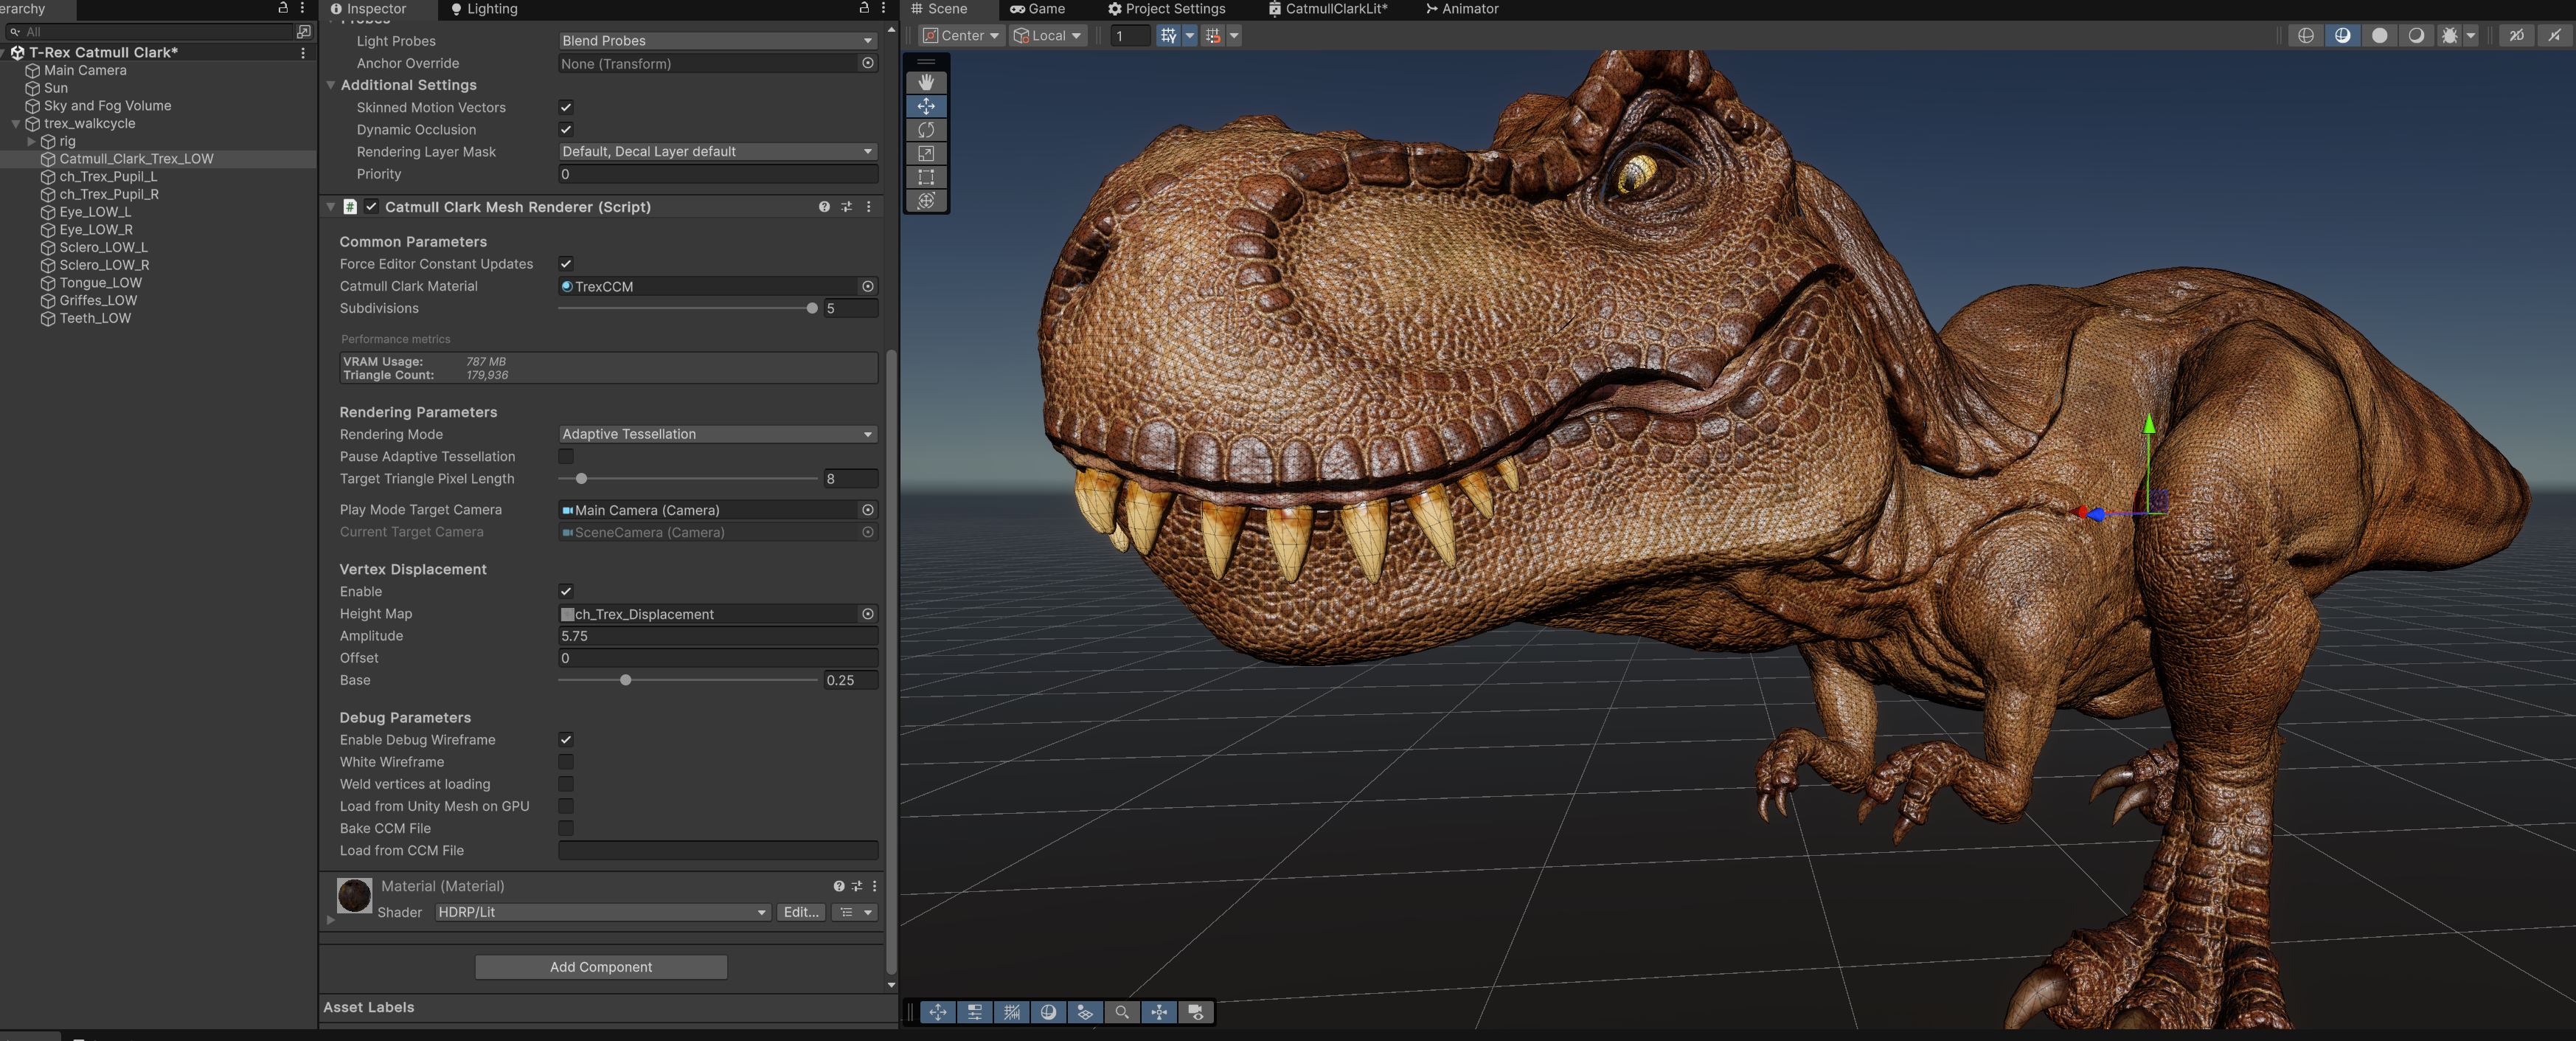 erarchy
All
T-Rex Catmull Clark*
Main Camera
Sun
Sky and Fog Volume
trex_walkcycle
rig
Catmull_Clark_Trex_LOW
ch_Trex_Pupil_L
ch_Trex_Pupil_R
Eye_LOW_L
Eye_LOW_R
Sclero_LOW_L
Sclero_LOW_R
Tongue_LOW
Griffes_LOW
Teeth_LOW
Inspector
Lighting
Probes
Light Probes Blend Probes
Anchor Override None (Transform)
Additional Settings
Skinned Motion Vectors
Dynamic Occlusion
Rendering Layer Mask Default, Decal Layer default
Priority 0
# Catmull Clark Mesh Renderer (Script)
Common Parameters
Force Editor Constant Updates
Catmull Clark Material TrexCCM
Subdivisions 5
Performance metrics
VRAM Usage: 787 MB
Triangle Count: 179,936
Rendering Parameters
Rendering Mode Adaptive Tessellation
Pause Adaptive Tessellation
Target Triangle Pixel Length 8
Play Mode Target Camera Main Camera (Camera)
Current Target Camera SceneCamera (Camera)
Vertex Displacement
Enable
Height Map ch_Trex_Displacement
Amplitude 5.75
Offset 0
Base 0.25
Debug Parameters
Enable Debug Wireframe
White Wireframe
Weld vertices at loading
Load from Unity Mesh on GPU
Bake CCM File
Load from CCM File
Material (Material)
Shader HDRP/Lit Edit...
Add Component
Asset Labels
Scene
Game
Project Settings
CatmullClarkLit*
Animator
Center
Local
1
2D